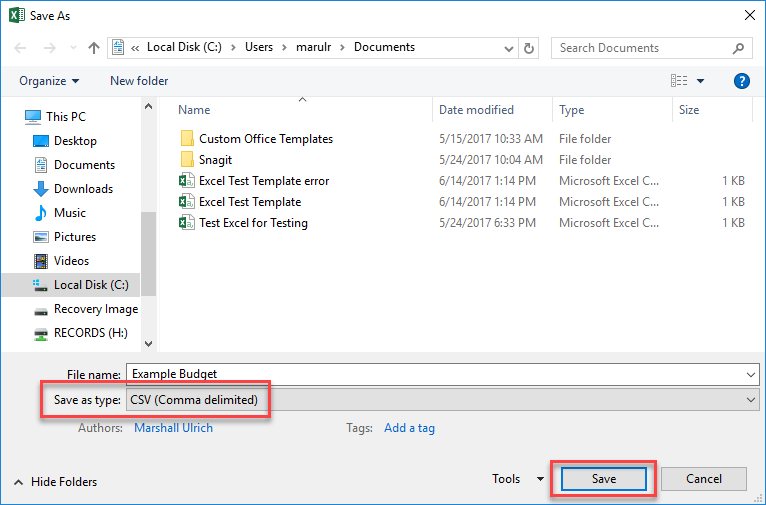 Save As
« Local Disk (C:) > Users > marulr > Documents
Search Documents
Organize
New folder
?
Name
Date modified
Type
Size
This PC
Desktop
Documents
Downloads
Music
Pictures
Videos
Local Disk (C:)
Recovery Image
RECORDS (H:)
Custom Office Templates 5/15/2017 10:33 AM File folder
Snagit 5/24/2017 10:04 AM File folder
Excel Test Template error 6/14/2017 1:14 PM Microsoft Excel C... 1 KB
Excel Test Template 6/14/2017 1:14 PM Microsoft Excel C... 1 KB
Test Excel for Testing 5/24/2017 6:33 PM Microsoft Excel C... 1 KB
File name: Example Budget
Save as type: CSV (Comma delimited)
Authors: Marshall Ulrich Tags: Add a tag
Hide Folders
Tools
Save
Cancel